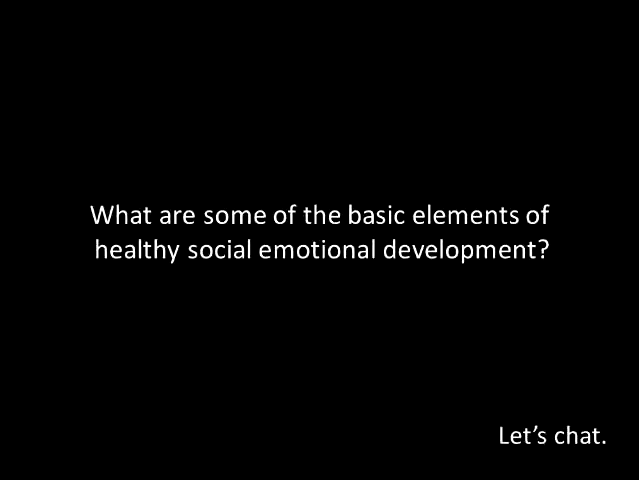 What are some of the basic elements of
healthy social emotional development?
Let’s chat.